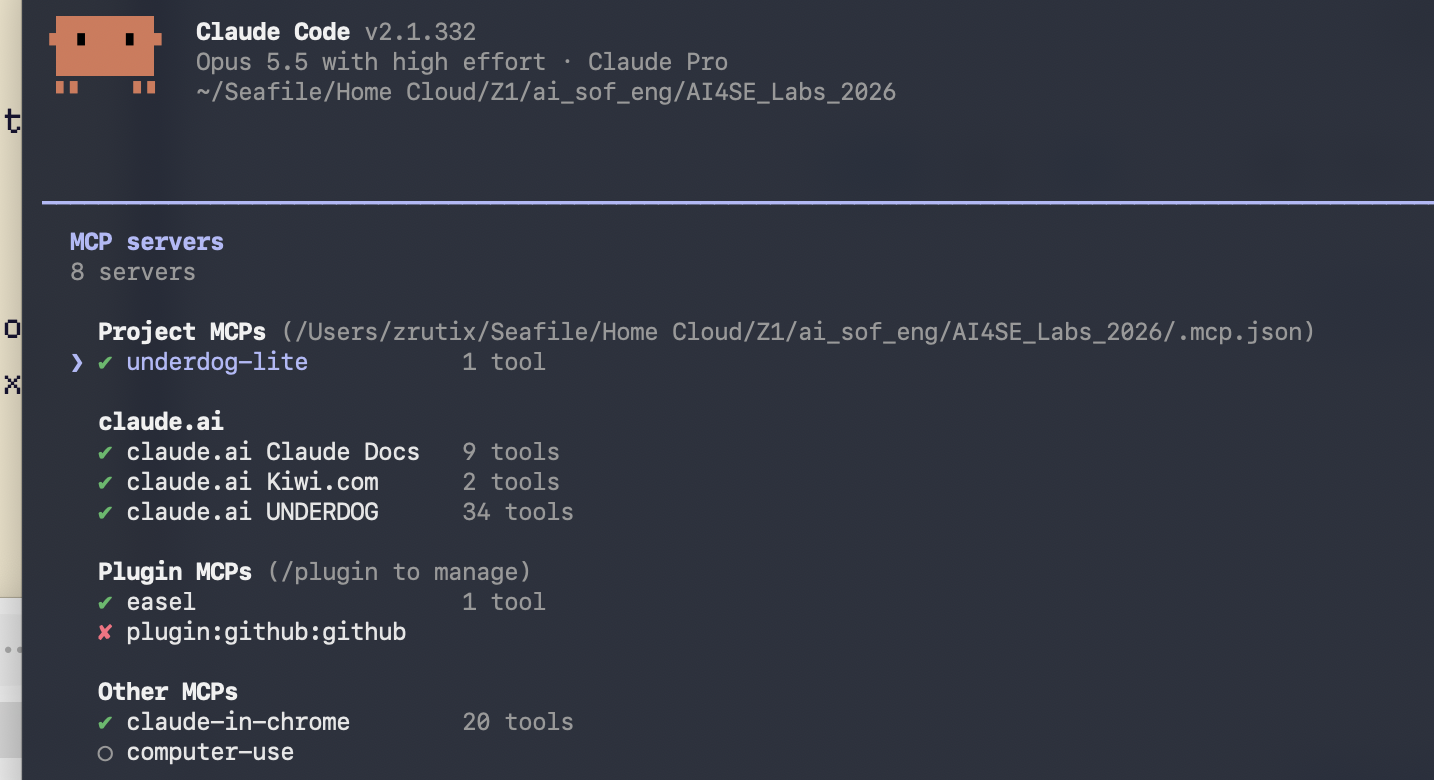 Claude Code v2.1.332
Opus 5.5 with high effort · Claude Pro
~/Seafile/Home Cloud/Z1/ai_sof_eng/AI4SE_Labs_2026
t
MCP servers
8 servers
o
Project MCPs (/Users/zrutix/Seafile/Home Cloud/Z1/ai_sof_eng/AI4SE_Labs_2026/.mcp.json)
❯ ✔ underdog-lite 1 tool
x
claude.ai
✔ claude.ai Claude Docs 9 tools
✔ claude.ai Kiwi.com 2 tools
✔ claude.ai UNDERDOG 34 tools
Plugin MCPs (/plugin to manage)
✔ easel 1 tool
✘ plugin:github:github
Other MCPs
✔ claude-in-chrome 20 tools
○ computer-use